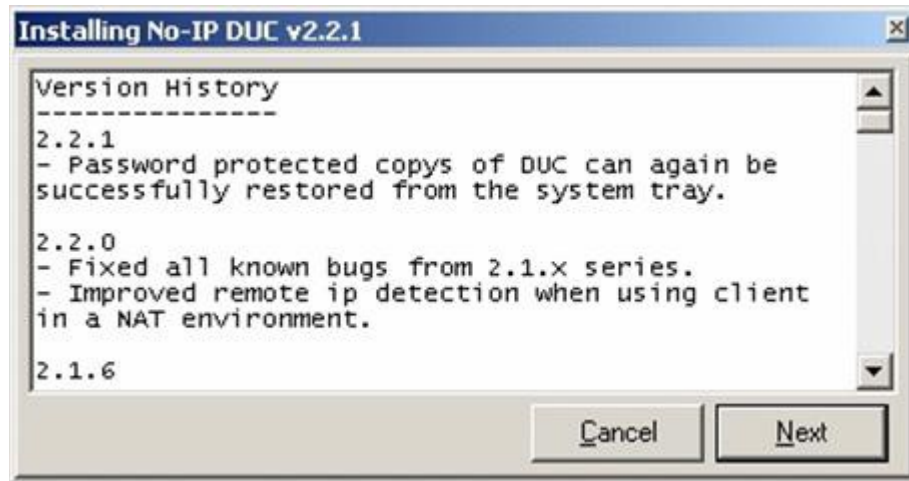 Installing No-IP DUC v2.2.1
Version History
---------------
2.2.1
- Password protected copys of DUC can again be
successfully restored from the system tray.
2.2.0
- Fixed all known bugs from 2.1.x series.
- Improved remote ip detection when using client
in a NAT environment.
2.1.6
Cancel
Next